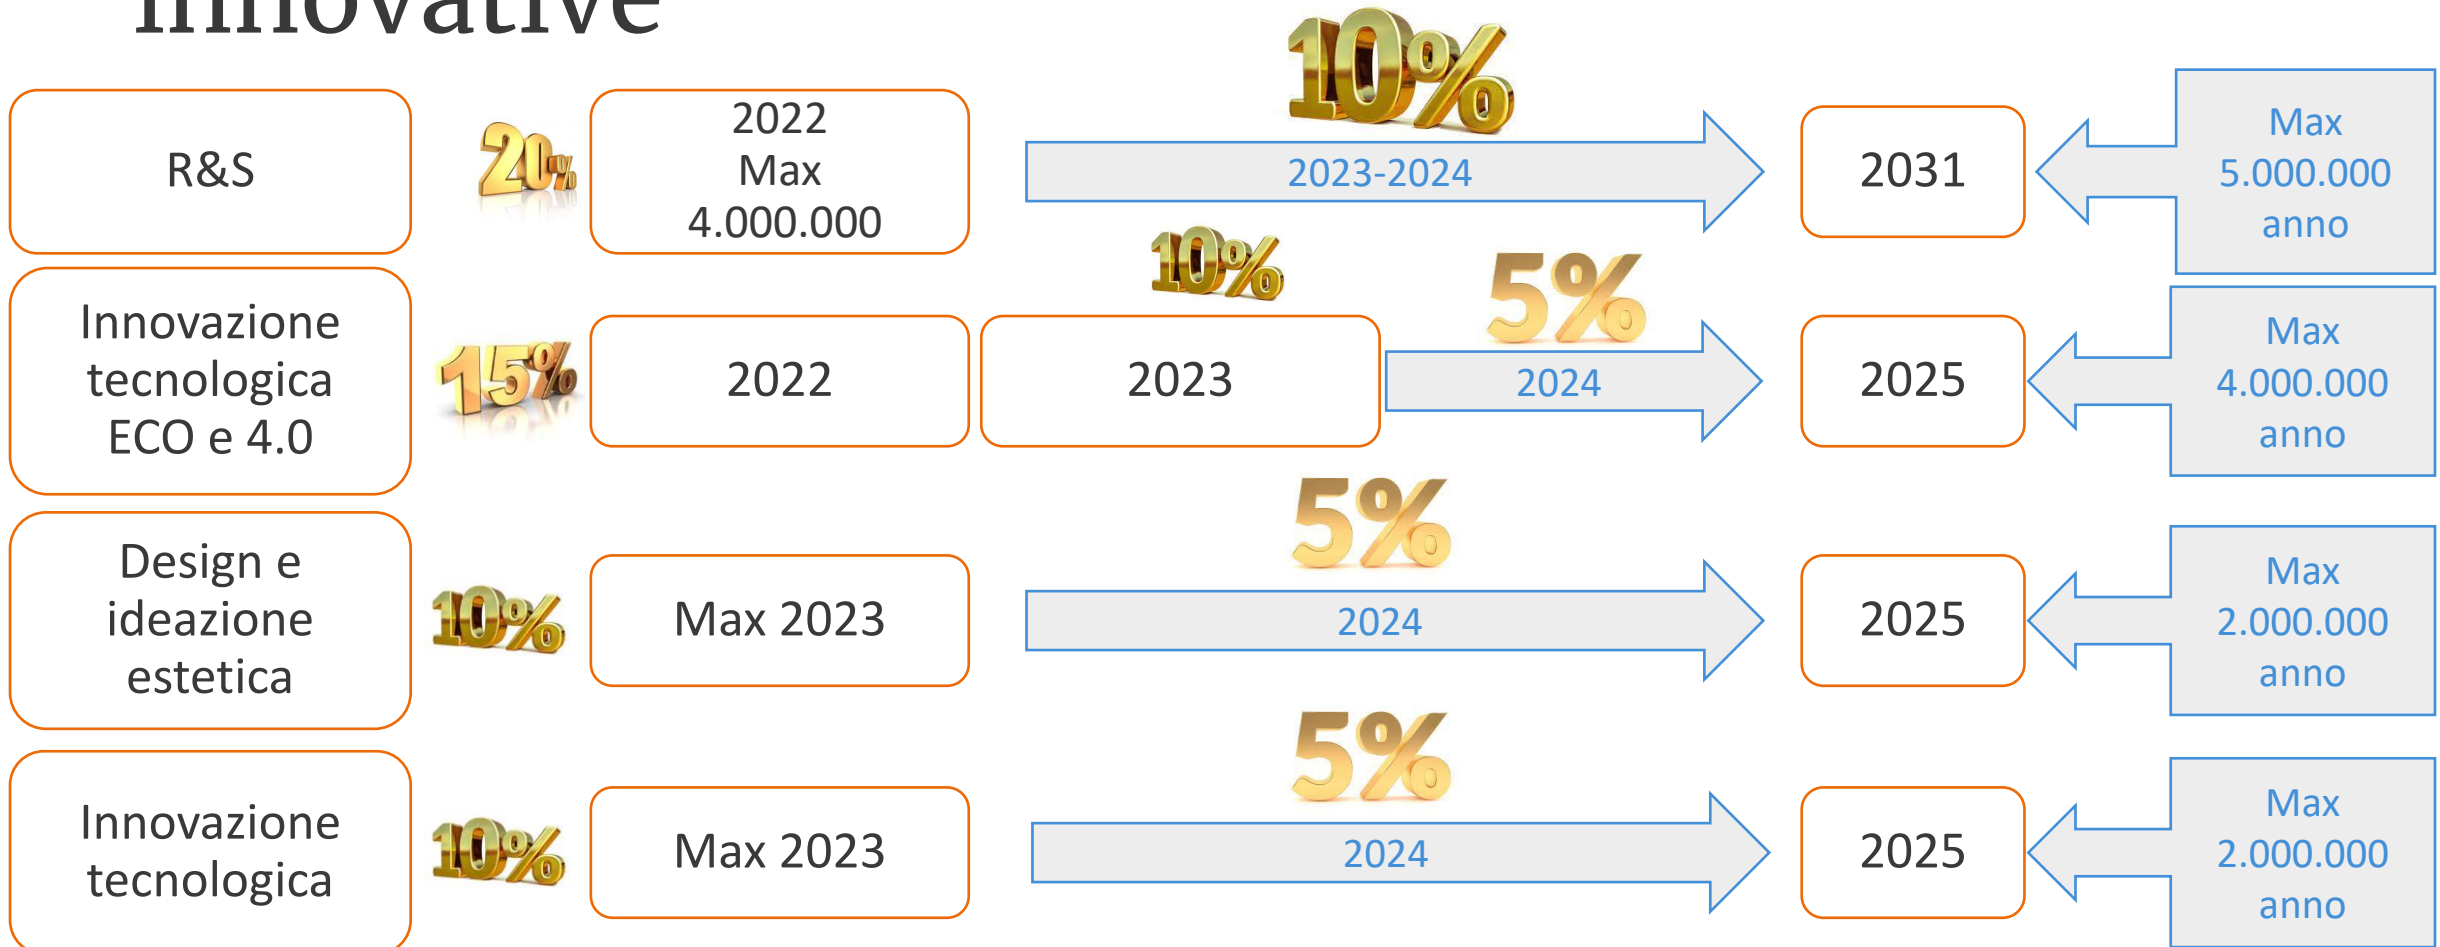 innovative
10%
R&S
20%
2022
Max
4.000.000
2023-2024
2031
Max
5.000.000
anno
Innovazione
tecnologica
ECO e 4.0
15%
2022
10%
2023
5%
2024
2025
Max
4.000.000
anno
Design e
ideazione
estetica
10%
Max 2023
5%
2024
2025
Max
2.000.000
anno
Innovazione
tecnologica
10%
Max 2023
5%
2024
2025
Max
2.000.000
anno